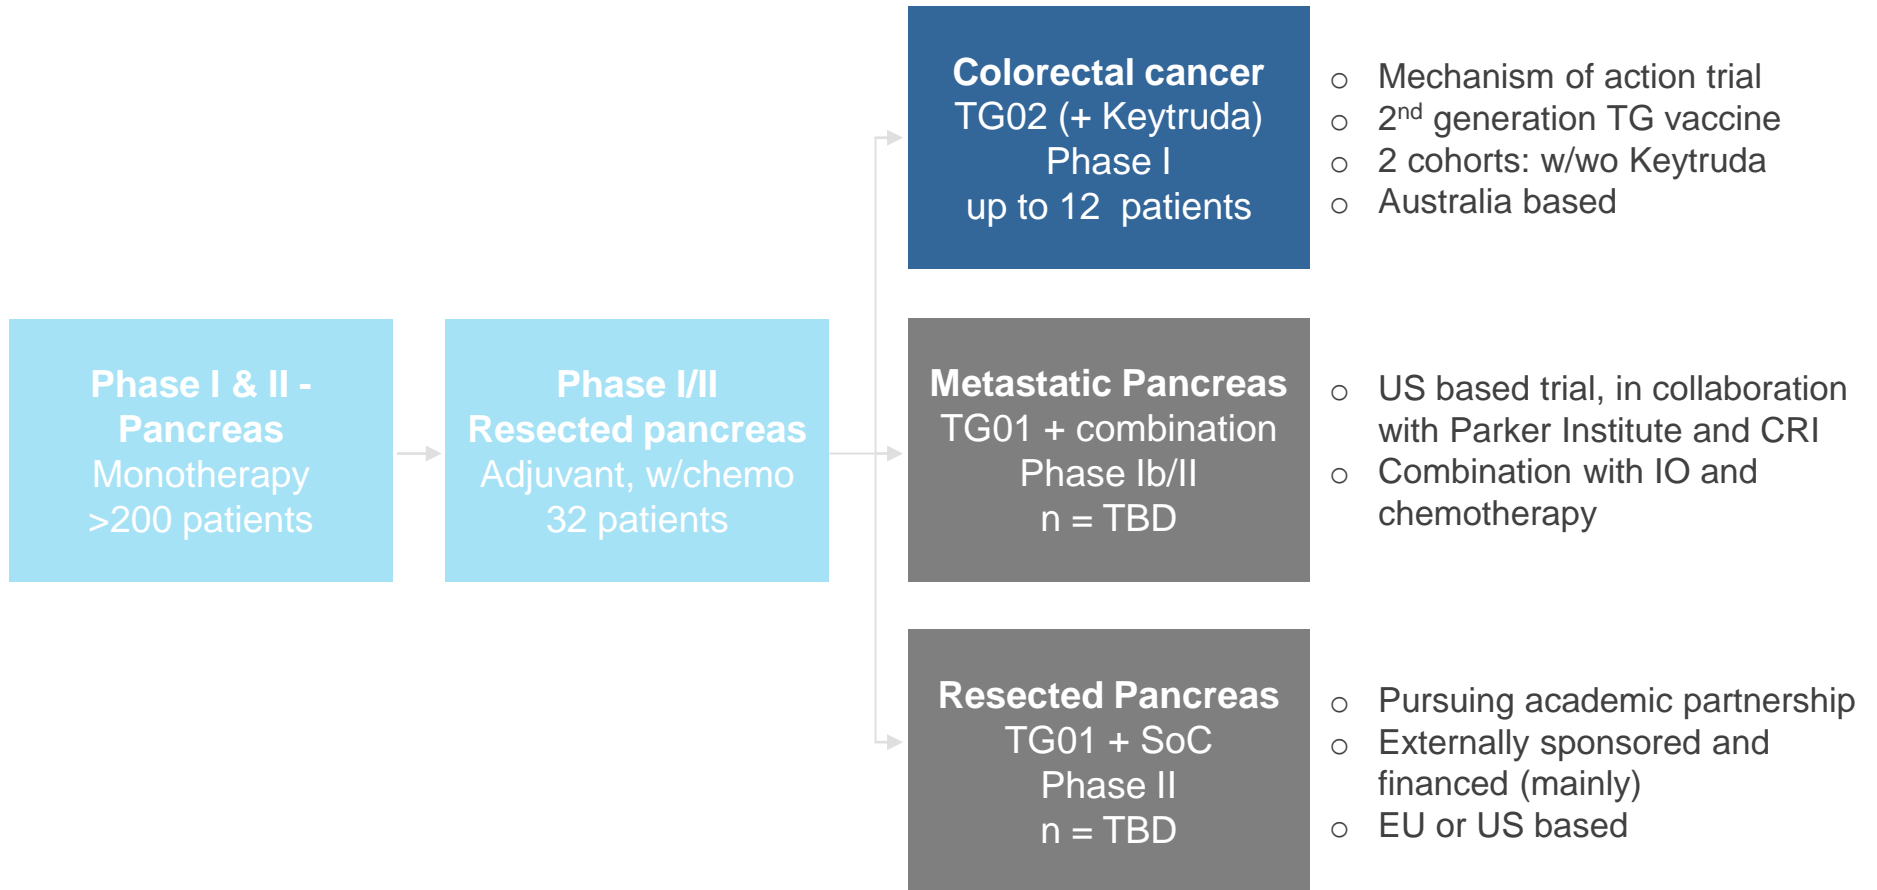 Phase I & II -
Pancreas
Monotherapy
>200 patients
Phase I/II
Resected pancreas
Adjuvant, w/chemo
32 patients
Colorectal cancer
TG02 (+ Keytruda)
Phase I
up to 12 patients
o Mechanism of action trial
o 2nd generation TG vaccine
o 2 cohorts: w/wo Keytruda
o Australia based
Metastatic Pancreas
TG01 + combination
Phase Ib/II
n = TBD
o US based trial, in collaboration
with Parker Institute and CRI
o Combination with IO and
chemotherapy
Resected Pancreas
TG01 + SoC
Phase II
n = TBD
o Pursuing academic partnership
o Externally sponsored and
financed (mainly)
o EU or US based